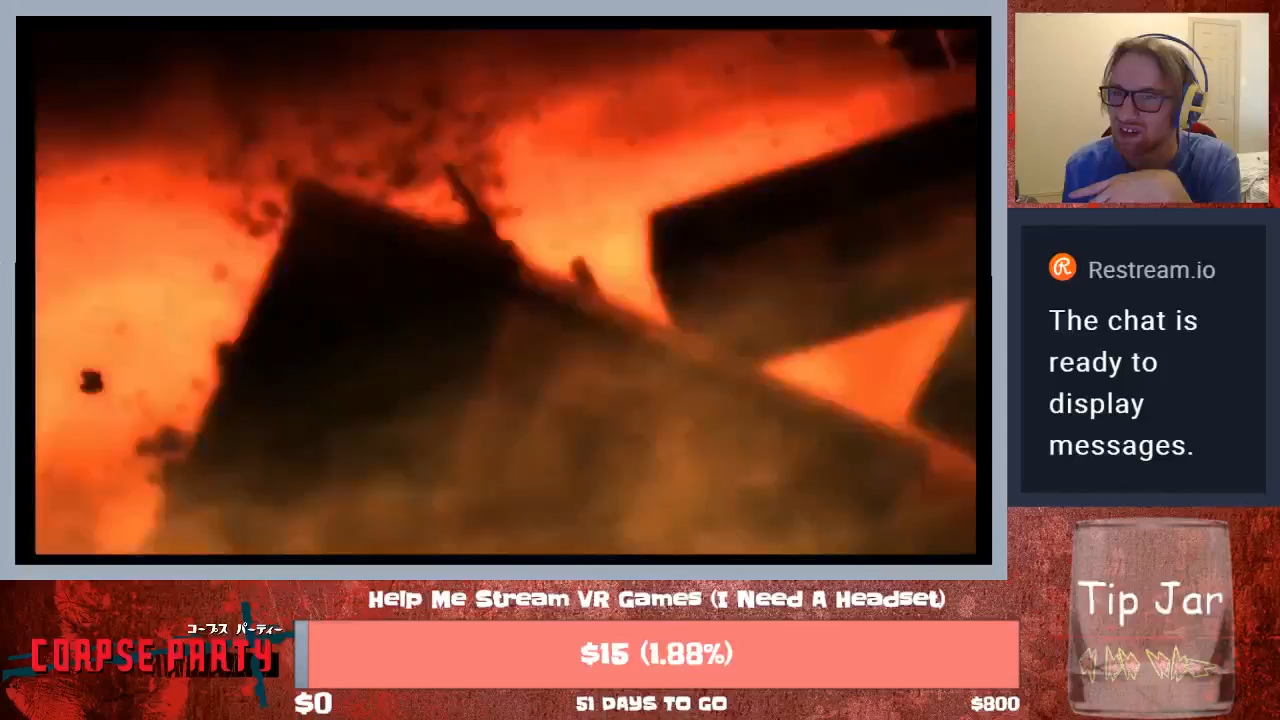 Restream.io
The chat is
ready to
display
messages.
Tip Jar
Help Me Stream VR Games (I Need A Headset)
コープス パーティー
CORPSE PARTY
$15 (1.88%)
$0
51 DAYS TO GO
$800